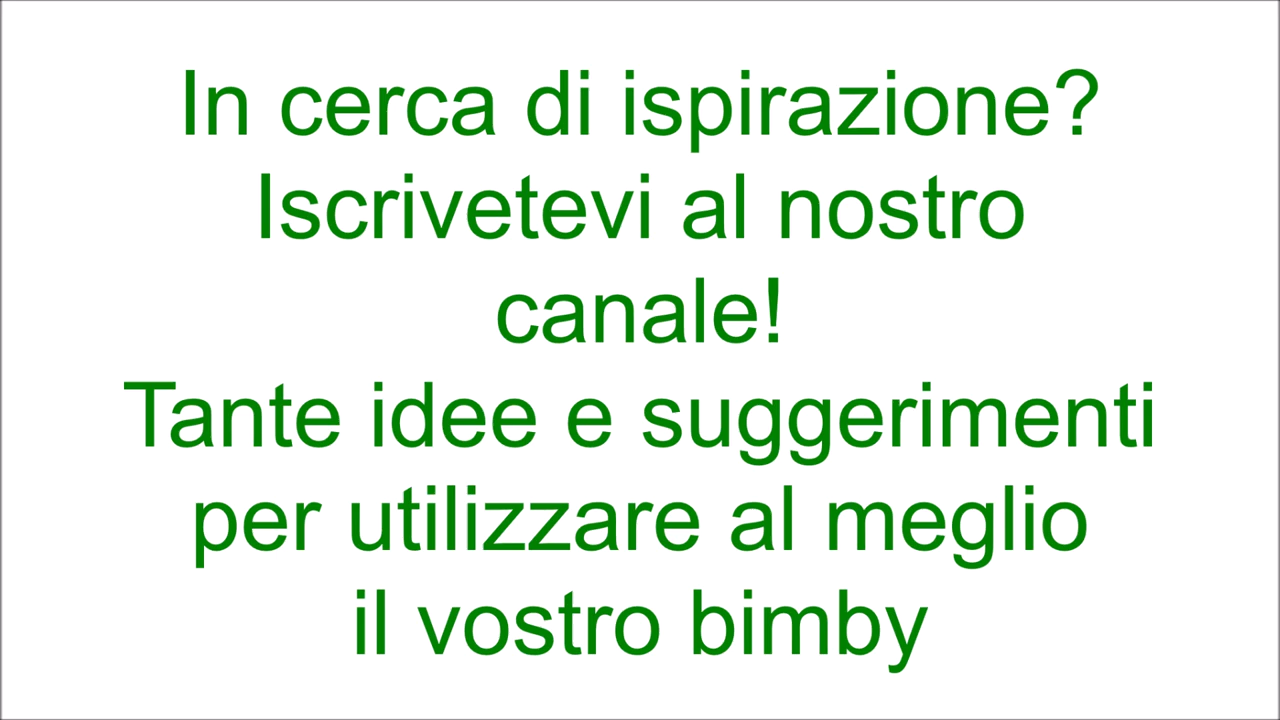 In cerca di ispirazione?
Iscrivetevi al nostro
canale!
Tante idee e suggerimenti
per utilizzare al meglio
il vostro bimby